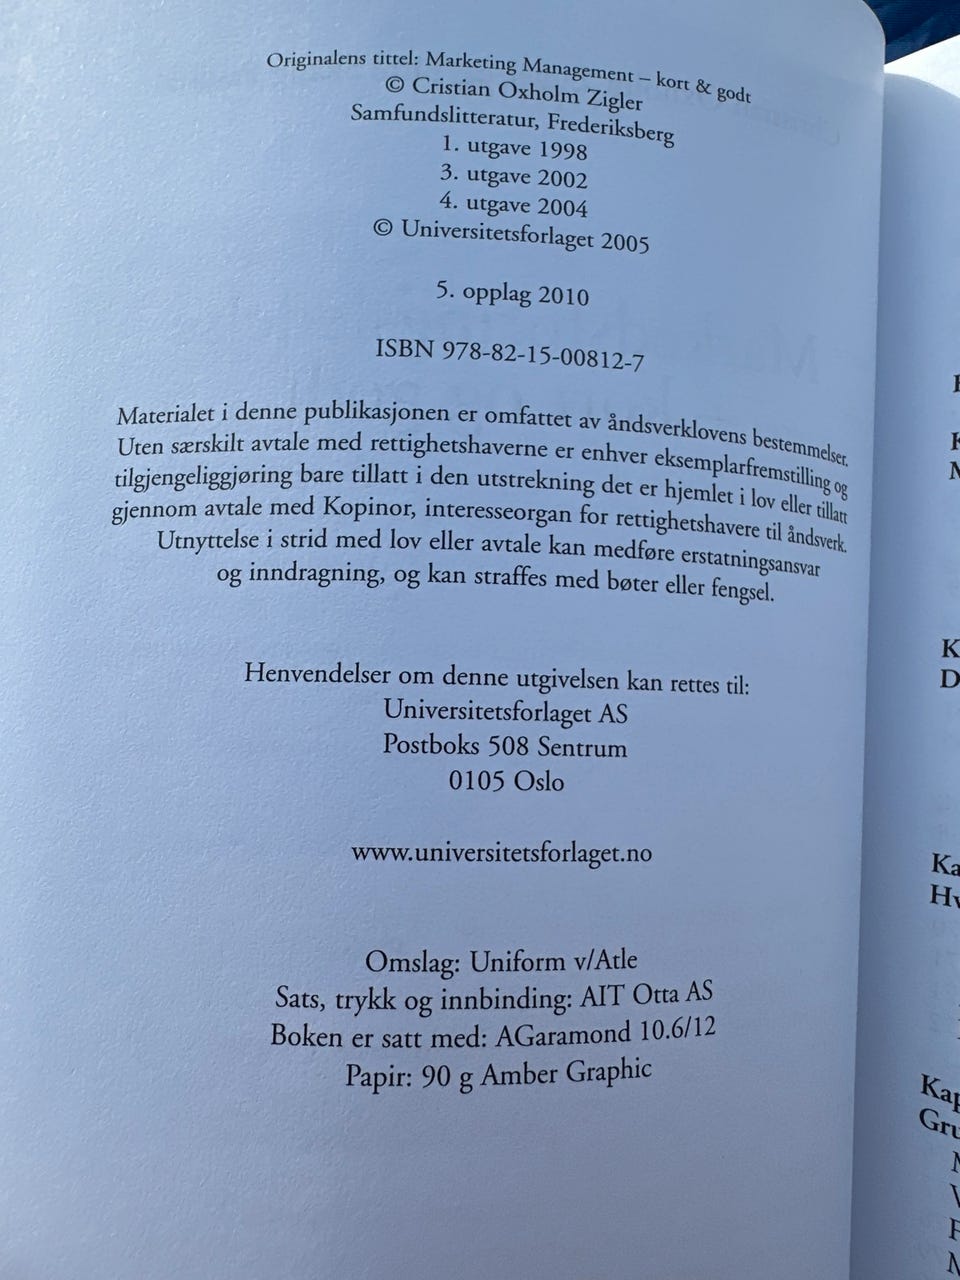 Originalens tittel: Marketing Management – kort & godt
© Cristian Oxholm Zigler
Samfundslitteratur, Frederiksberg
1. utgave 1998
3. utgave 2002
4. utgave 2004
© Universitetsforlaget 2005
5. opplag 2010
ISBN 978-82-15-00812-7
Materialet i denne publikasjonen er omfattet av åndsverklovens bestemmelser.
Uten særskilt avtale med rettighetshaverne er enhver eksemplarfremstilling og
tilgjengeliggjøring bare tillatt i den utstrekning det er hjemlet i lov eller tillatt
gjennom avtale med Kopinor, interesseorgan for rettighetshavere til åndsverk.
Utnyttelse i strid med lov eller avtale kan medføre erstatningsansvar
og inndragning, og kan straffes med bøter eller fengsel.
Henvendelser om denne utgivelsen kan rettes til:
Universitetsforlaget AS
Postboks 508 Sentrum
0105 Oslo
www.universitetsforlaget.no
Omslag: Uniform v/Atle
Sats, trykk og innbinding: AIT Otta AS
Boken er satt med: AGaramond 10.6/12
Papir: 90 g Amber Graphic